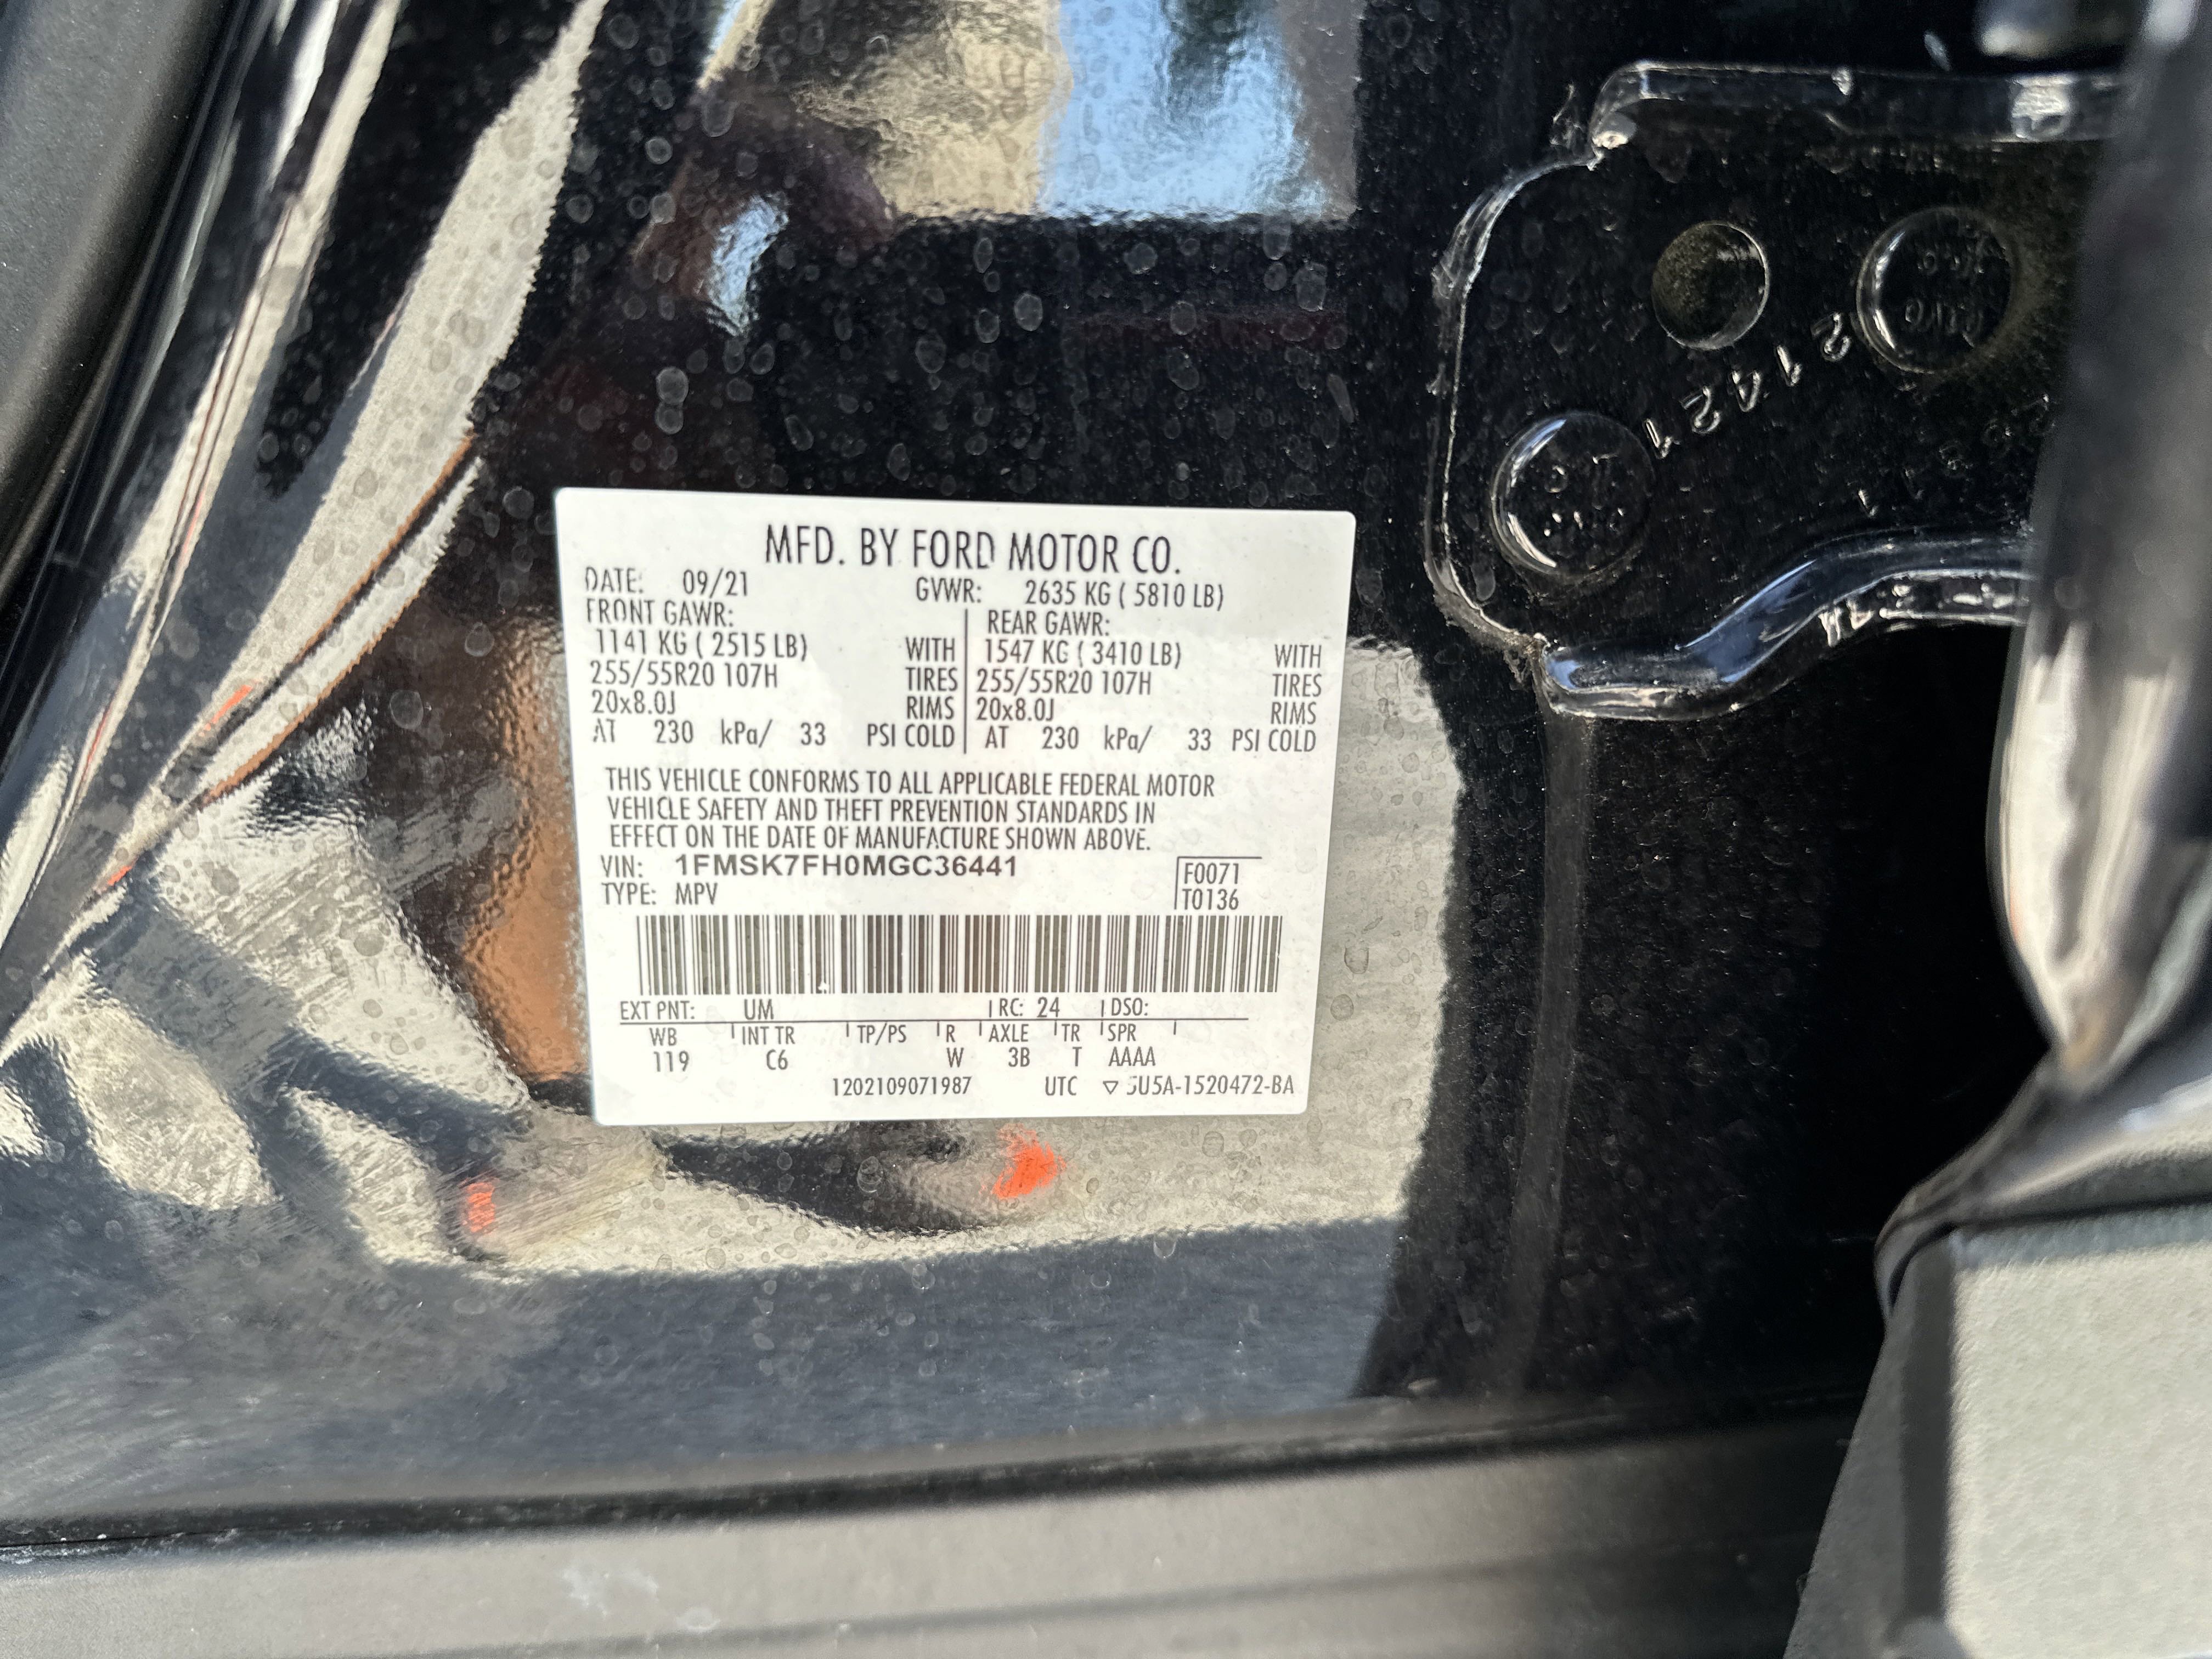 MFD. BY FORD MOTOR CO.
DATE: 09/21 GVWR: 2635 KG ( 5810 LB)
FRONT GAWR: REAR GAWR:
1141 KG ( 2515 LB) WITH 1547 KG ( 3410 LB) WITH
255/55R20 107H TIRES 255/55R20 107H TIRES
20x8.0J RIMS 20x8.0J RIMS
AT 230 kPa/ 33 PSI COLD AT 230 kPa/ 33 PSI COLD
THIS VEHICLE CONFORMS TO ALL APPLICABLE FEDERAL MOTOR
VEHICLE SAFETY AND THEFT PREVENTION STANDARDS IN
EFFECT ON THE DATE OF MANUFACTURE SHOWN ABOVE.
VIN: 1FMSK7FH0MGC36441
TYPE: MPV
F0071
T0136
EXT PNT: UM RC: 24 DSO:
WB INT TR TP/PS R AXLE TR SPR
119 C6 W 3B T AAAA
1202109071987 UTC ▽ 5U5A-1520472-BA
214212